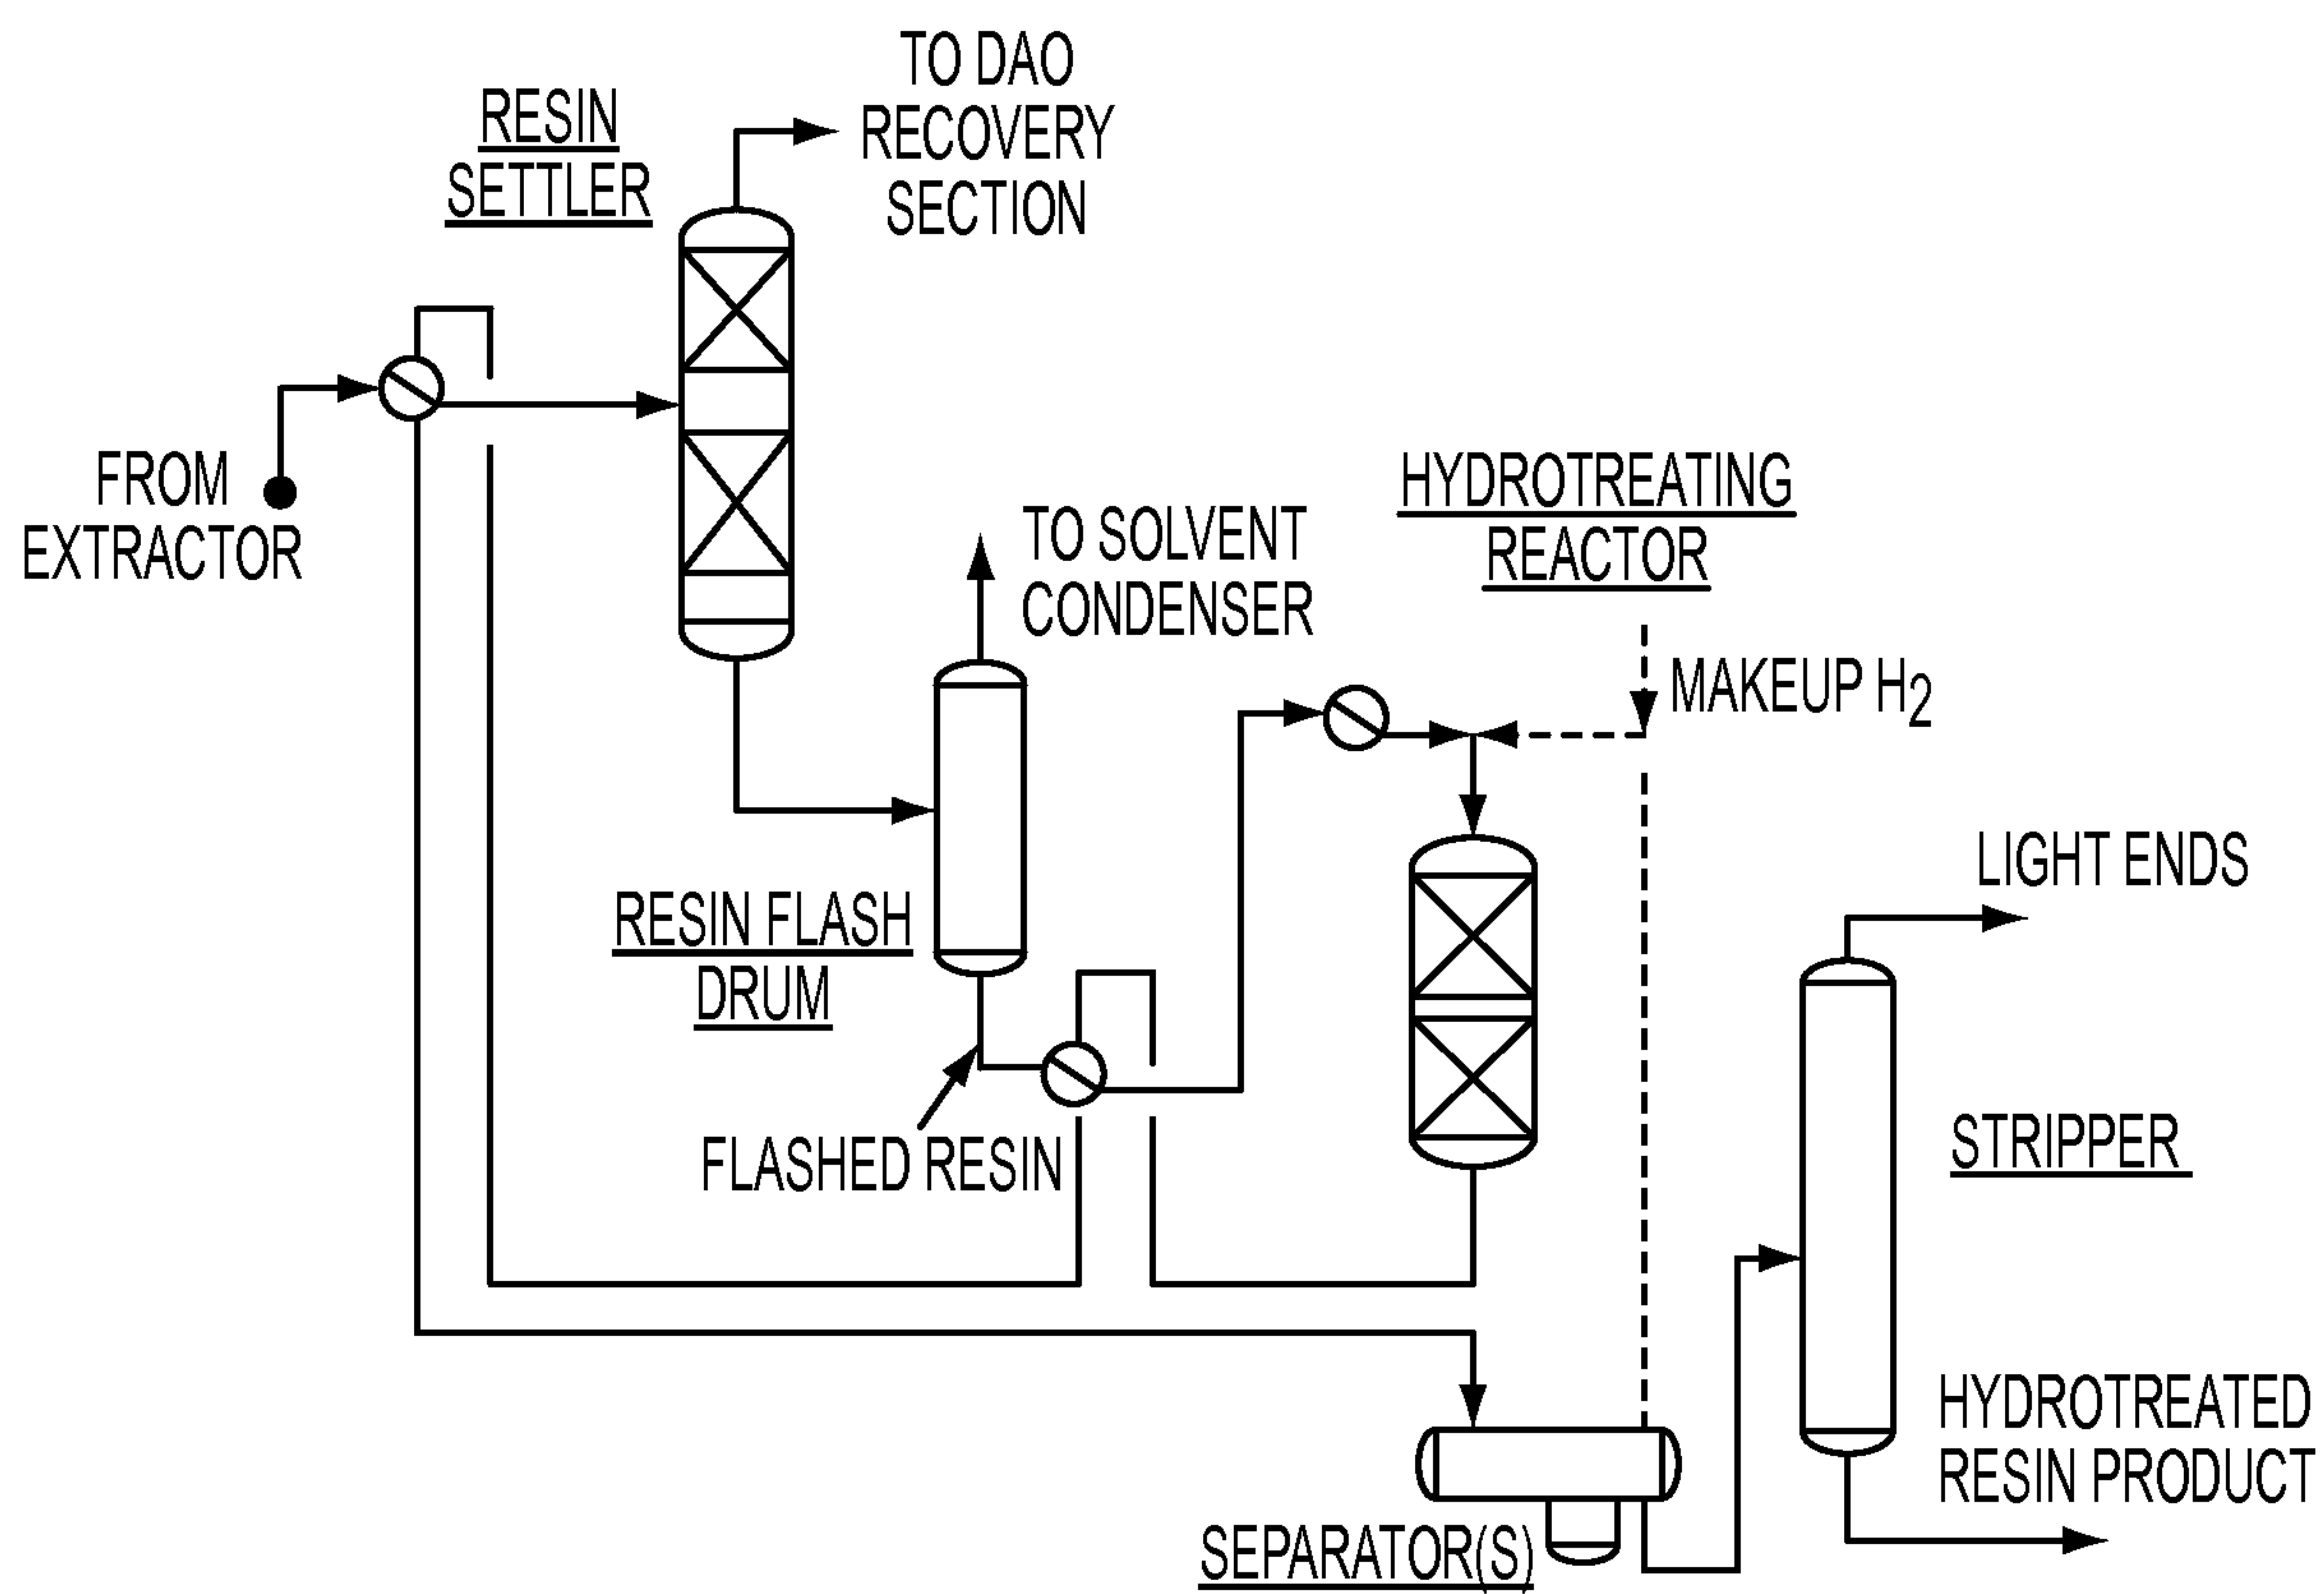 TO DAO
RECOVERY
SECTION
RESIN
SETTLER
FROM
EXTRACTOR
TO SOLVENT
CONDENSER
HYDROTREATING
REACTOR
MAKEUP H2
LIGHT ENDS
RESIN FLASH
DRUM
FLASHED RESIN
STRIPPER
HYDROTREATED
RESIN PRODUCT
SEPARATOR(S)